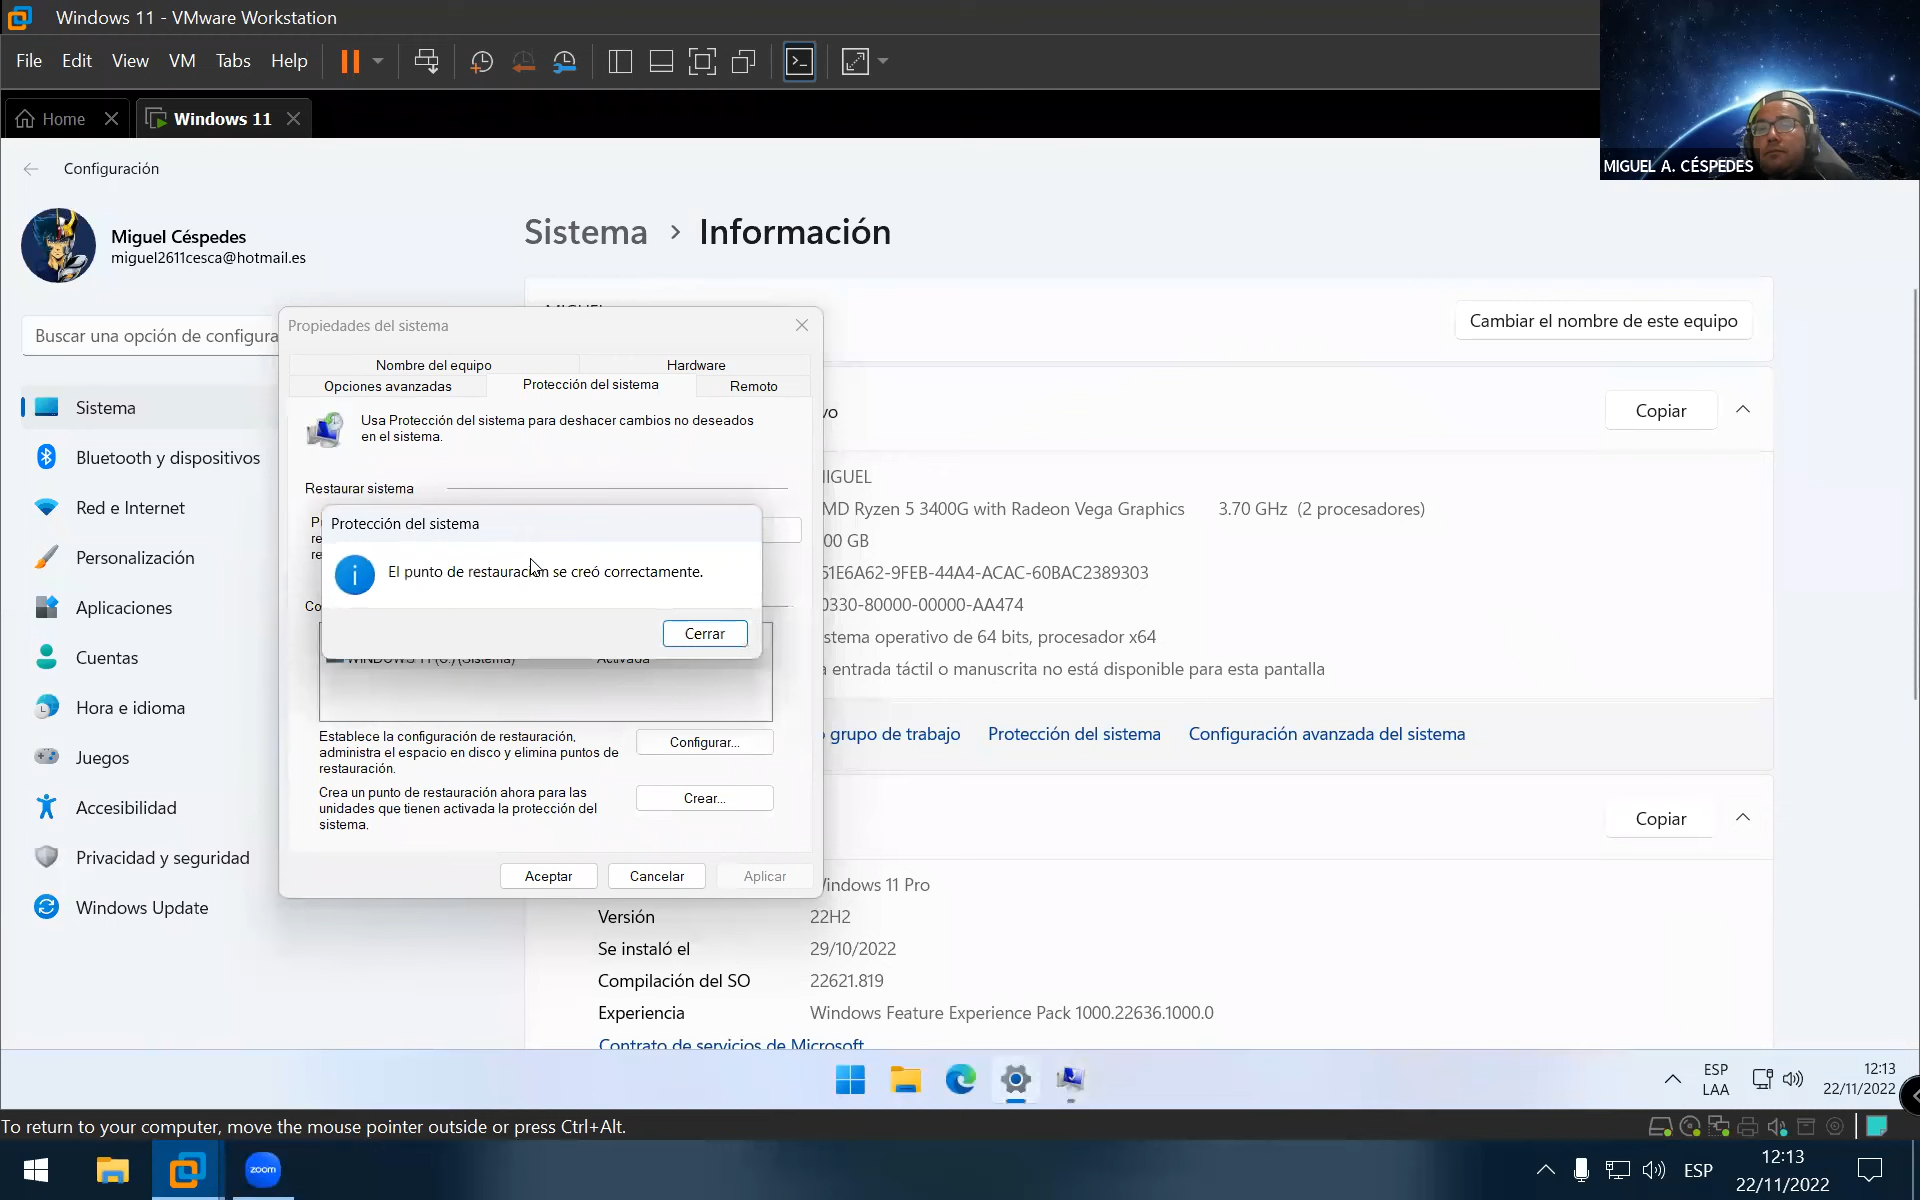 Windows 11 - VMware Workstation
File Edit View VM Tabs Help
Home
Windows 11
MIGUEL A. CÉSPEDES
Configuración
Miguel Céspedes
miguel2611cesca@hotmail.es
Buscar una opción de configura
Sistema
Bluetooth y dispositivos
Red e Internet
Personalización
Aplicaciones
Cuentas
Hora e idioma
Juegos
Accesibilidad
Privacidad y seguridad
Windows Update
Sistema > Información
Cambiar el nombre de este equipo
Copiar
IGUEL
MD Ryzen 5 3400G with Radeon Vega Graphics 3.70 GHz (2 procesadores)
00 GB
51E6A62-9FEB-44A4-ACAC-60BAC2389303
0330-80000-00000-AA474
stema operativo de 64 bits, procesador x64
a entrada táctil o manuscrita no está disponible para esta pantalla
o grupo de trabajo Protección del sistema Configuración avanzada del sistema
Copiar
Windows 11 Pro
Versión 22H2
Se instaló el 29/10/2022
Compilación del SO 22621.819
Experiencia Windows Feature Experience Pack 1000.22636.1000.0
Contrato de servicios de Microsoft
Propiedades del sistema
Nombre del equipo Hardware
Opciones avanzadas Protección del sistema Remoto
Usa Protección del sistema para deshacer cambios no deseados
en el sistema.
Restaurar sistema
Protección del sistema
El punto de restauración se creó correctamente.
Cerrar
WINDOWS 11 (C:) (Sistema) Activada
Establece la configuración de restauración,
administra el espacio en disco y elimina puntos de
restauración.
Configurar...
Crea un punto de restauración ahora para las
unidades que tienen activada la protección del
sistema.
Crear...
Aceptar Cancelar Aplicar
ESP
LAA
12:13
22/11/2022
To return to your computer, move the mouse pointer outside or press Ctrl+Alt.
zoom
ESP
12:13
22/11/2022